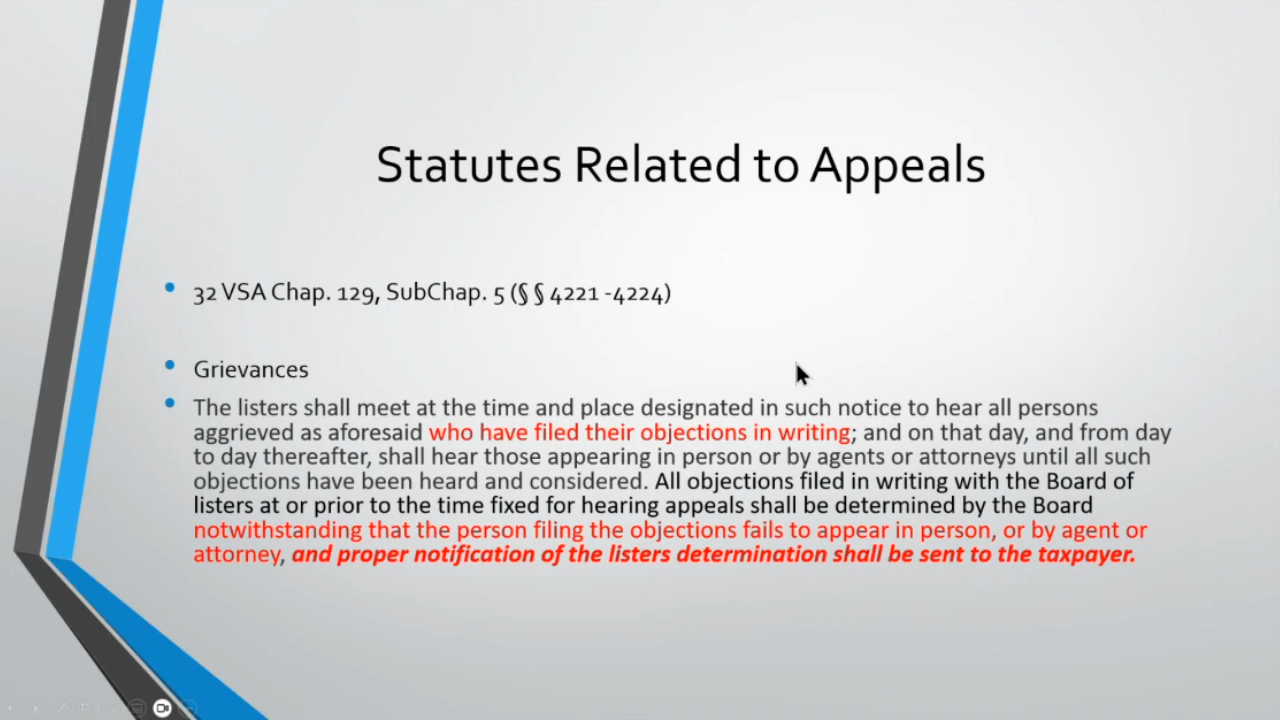 Statutes Related to Appeals
32 VSA Chap. 129, SubChap. 5 (§ § 4221 -4224)
Grievances
The listers shall meet at the time and place designated in such notice to hear all persons
aggrieved as aforesaid who have filed their objections in writing; and on that day, and from day
to day thereafter, shall hear those appearing in person or by agents or attorneys until all such
objections have been heard and considered. All objections filed in writing with the Board of
listers at or prior to the time fixed for hearing appeals shall be determined by the Board
notwithstanding that the person filing the objections fails to appear in person, or by agent or
attorney, and proper notification of the listers determination shall be sent to the taxpayer.